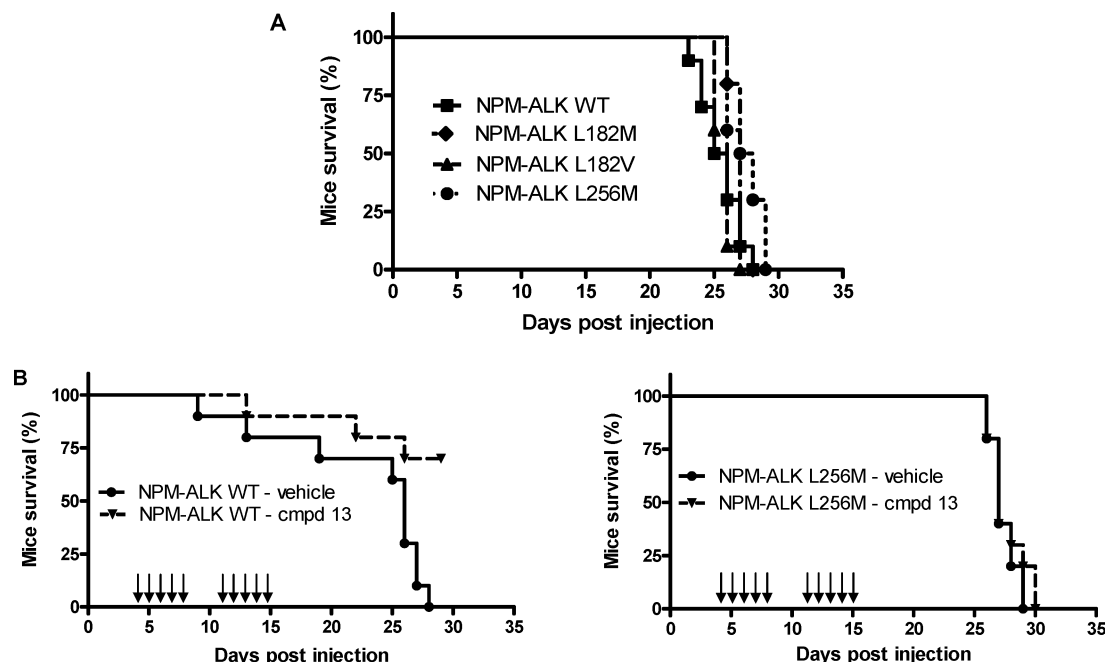 A
Mice survival (%)
100
75
50
25
0
NPM-ALK WT
NPM-ALK L182M
NPM-ALK L182V
NPM-ALK L256M
0 5 10 15 20 25 30 35
Days post injection
B
Mice survival (%)
100
75
50
25
0
NPM-ALK WT - vehicle
NPM-ALK WT - cmpd 13
0 5 10 15 20 25 30 35
Days post injection
Mice survival (%)
100
75
50
25
0
NPM-ALK L256M - vehicle
NPM-ALK L256M - cmpd 13
0 5 10 15 20 25 30 35
Days post injection